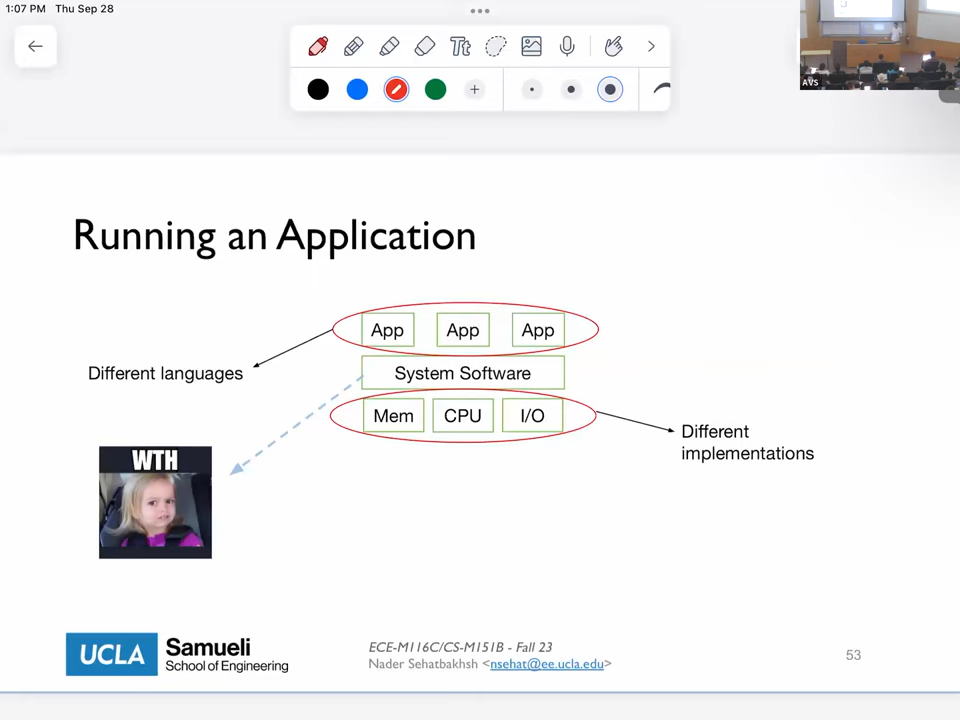 1:07 PM Thu Sep 28
Tt
AVS
Running an Application
App App App
Different languages
System Software
Mem CPU I/O
Different
implementations
WTH
UCLA Samueli
School of Engineering
ECE-M116C/CS-M151B - Fall 23
Nader Sehatbakhsh <nsehat@ee.ucla.edu>
53